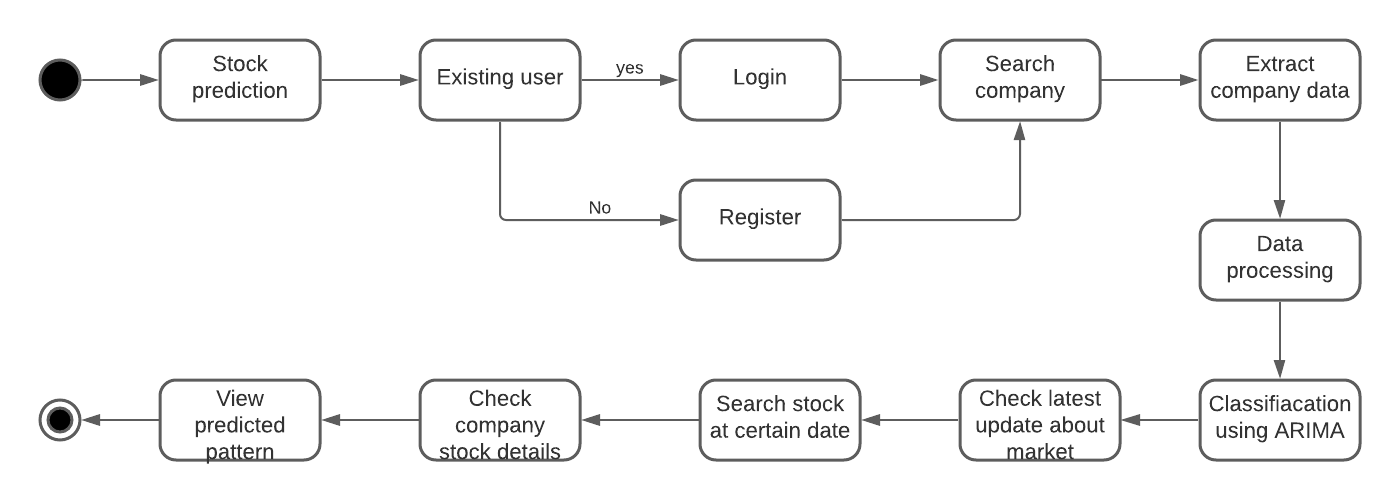 Stock
prediction
Existing user
yes
Login
Search
company
Extract
company data
No
Register
Data
processing
View
predicted
pattern
Check
company
stock details
Search stock
at certain date
Check latest
update about
market
Classifiacation
using ARIMA